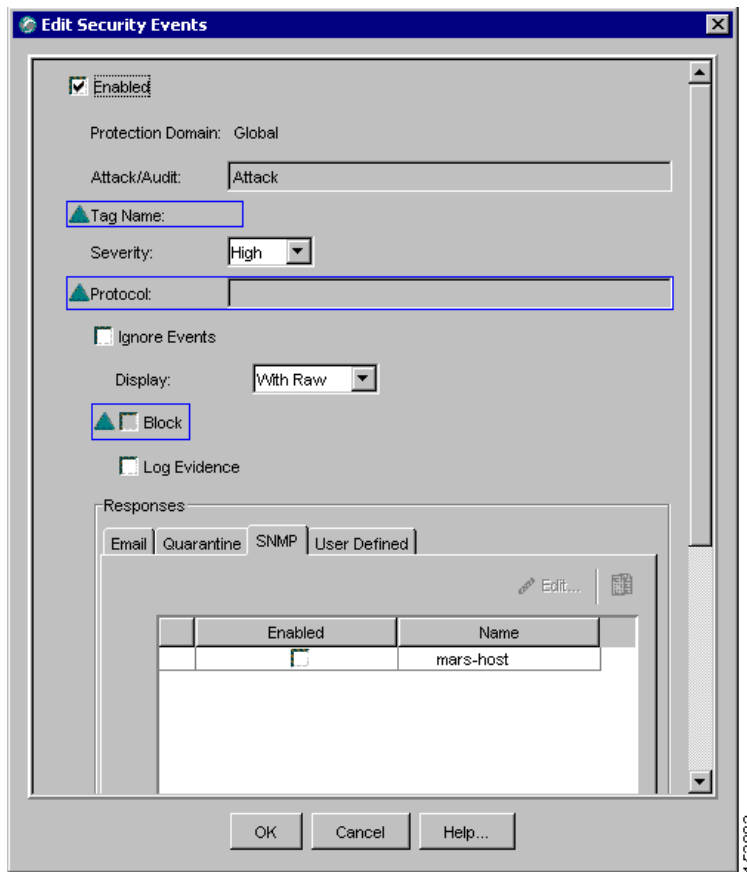 Edit Security Events
Enabled
Protection Domain: Global
Attack/Audit: Attack
Tag Name:
Severity: High
Protocol:
Ignore Events
Display: With Raw
Block
Log Evidence
Responses
Email Quarantine SNMP User Defined
Edit...
Enabled Name
mars-host
OK Cancel Help...